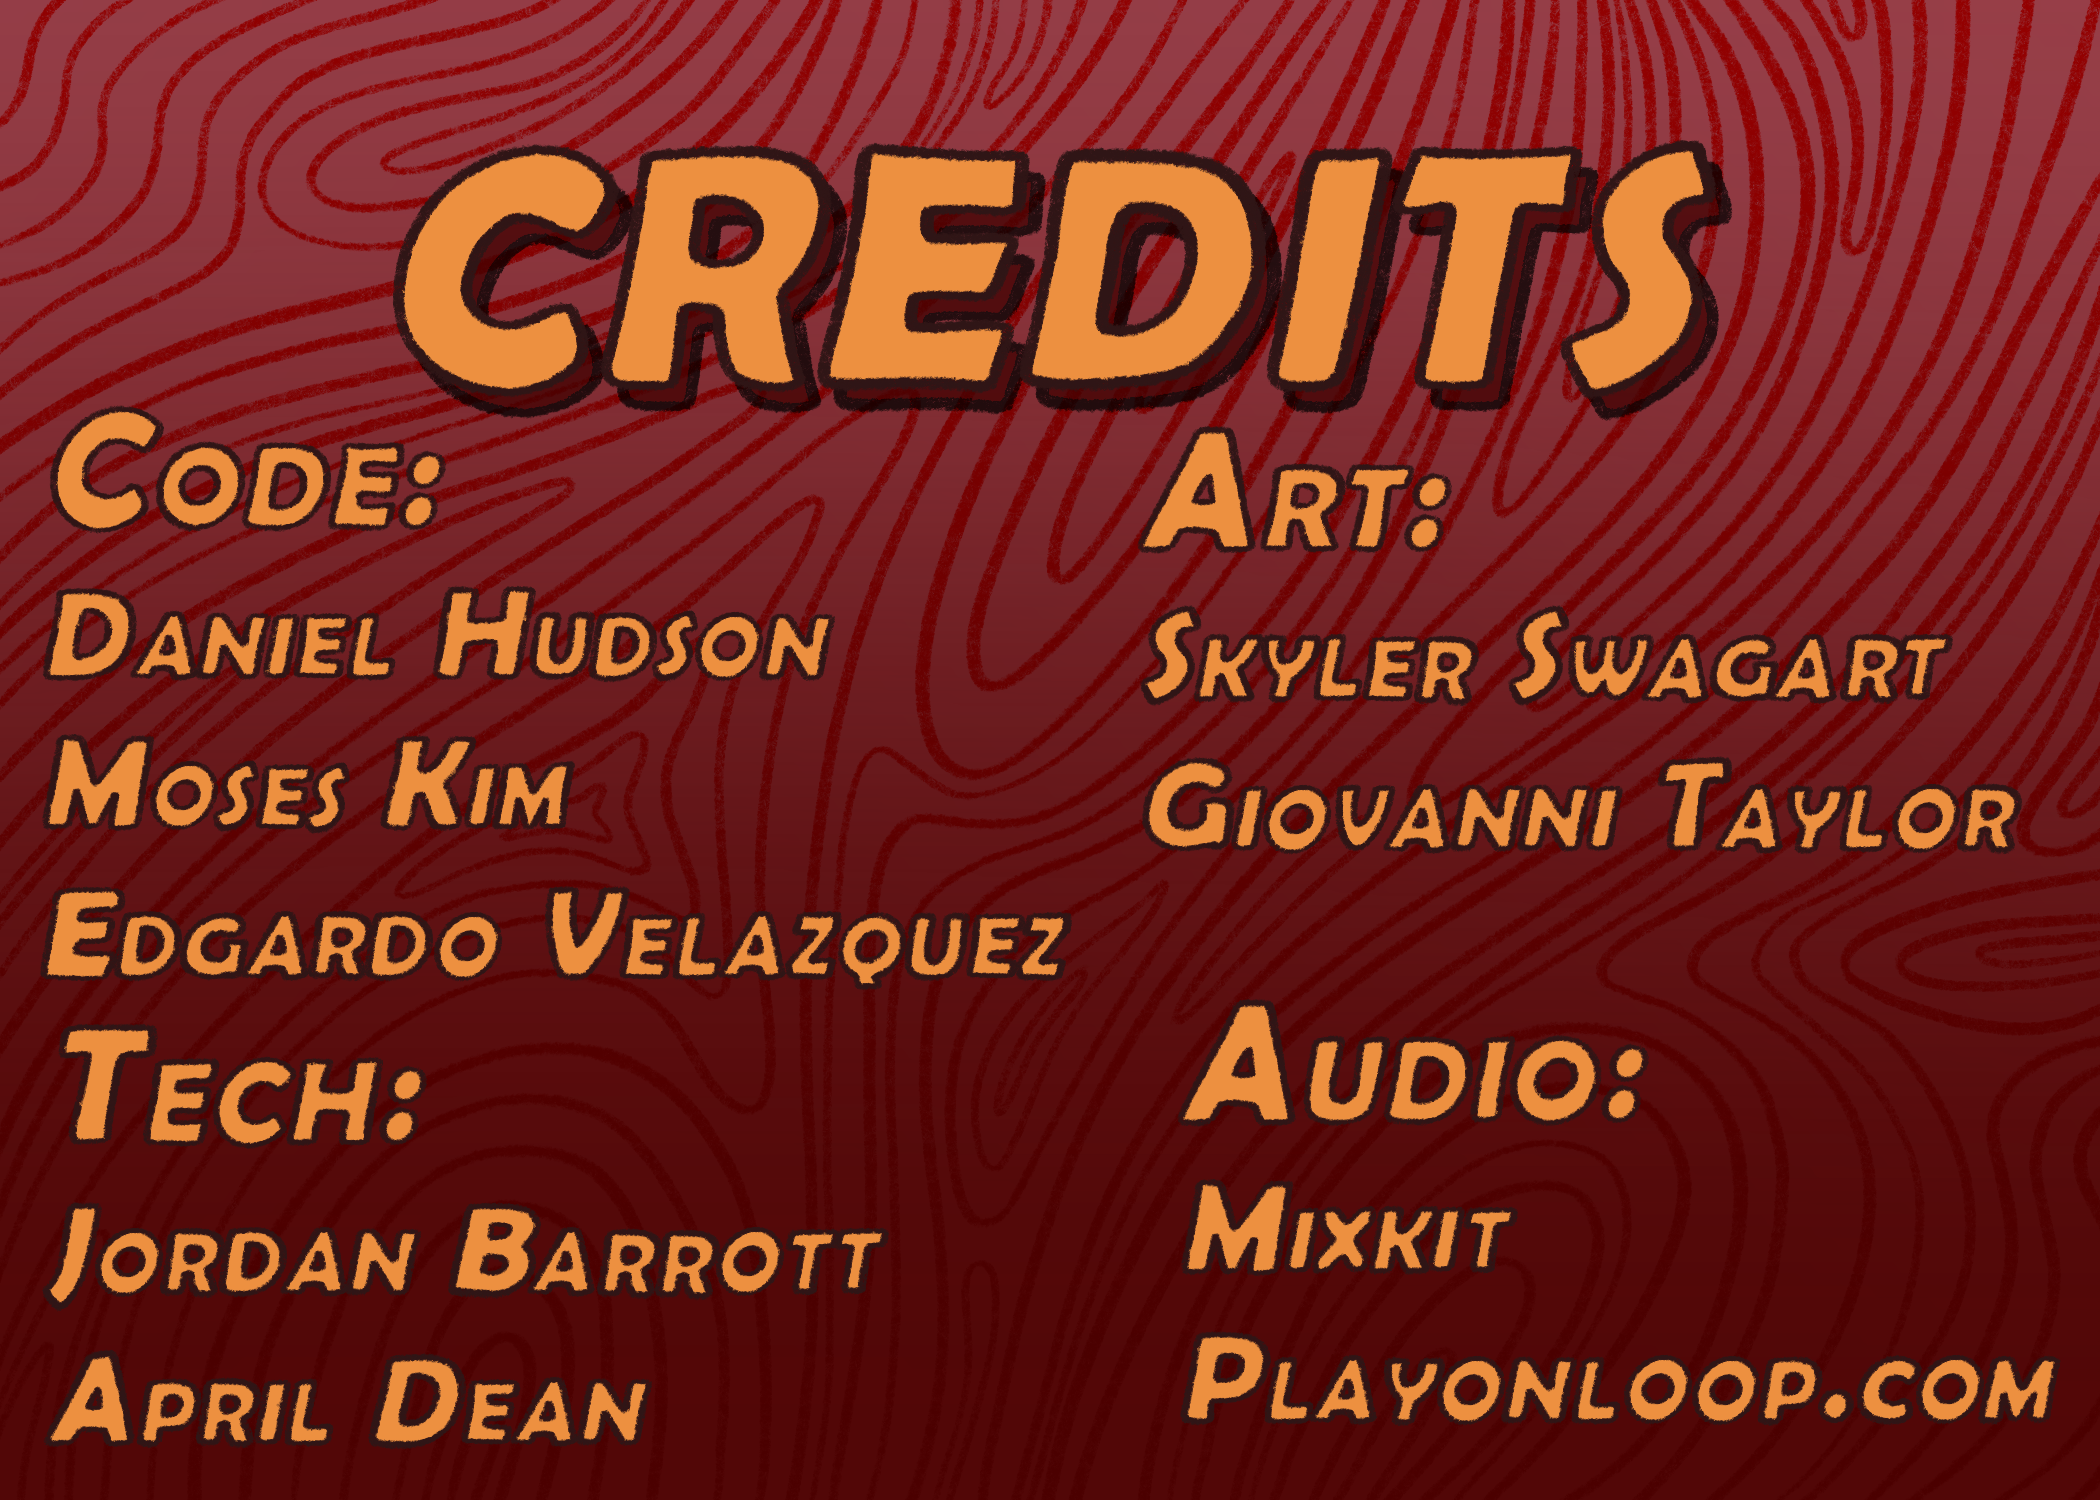 CREDITS
Code:
Daniel Hudson
Moses Kim
Edgardo Velazquez
Tech:
Jordan Barrott
April Dean
Art:
Skyler Swagart
Giovanni Taylor
Audio:
Mixkit
Playonloop.com